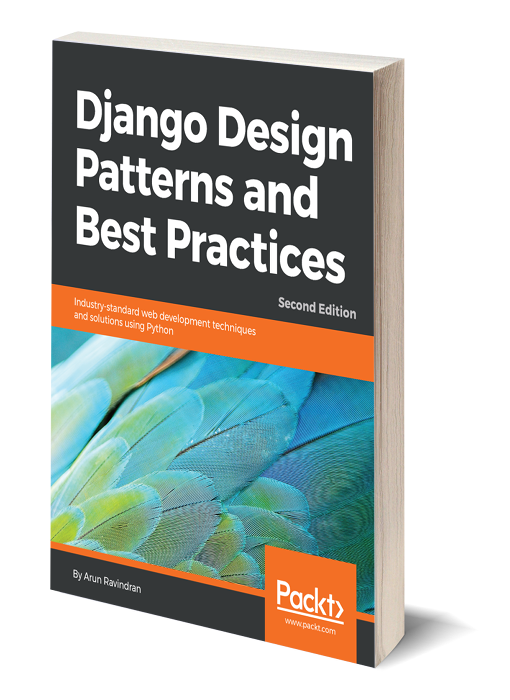 Django Design
Patterns and
Best Practices
Second Edition
Industry-standard web development techniques
and solutions using Python
By Arun Ravindran
Packt>
www.packt.com